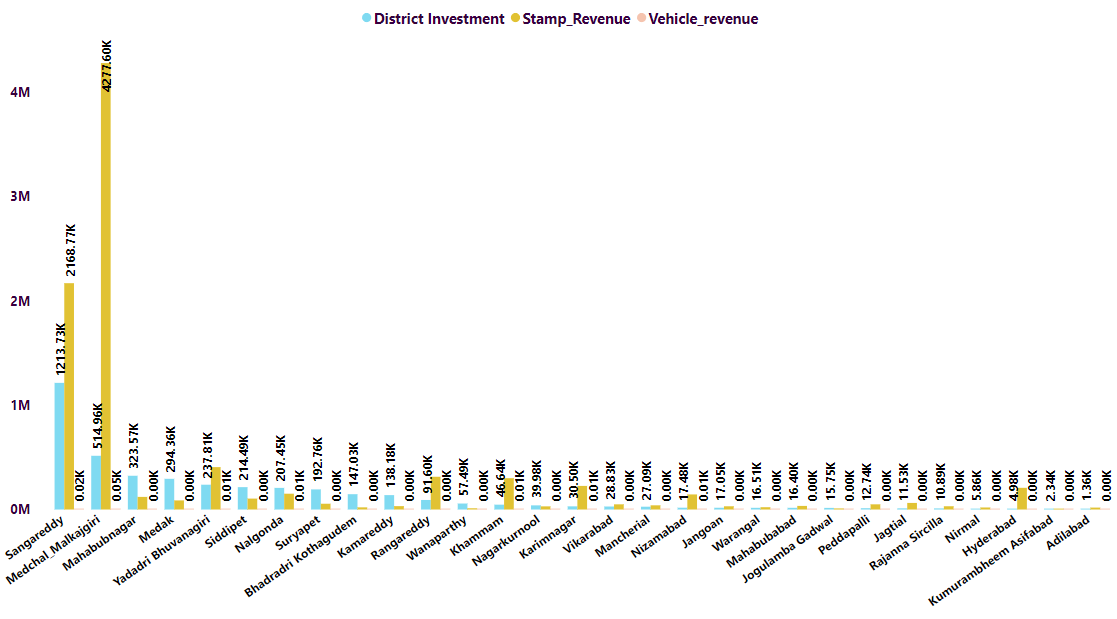 District Investment Stamp_Revenue Vehicle_revenue
4M
3M
2M
1M
0M
1213.73K
2168.77K
0.02K
514.96K
4277.60K
0.05K
323.57K
0.00K
294.36K
0.00K
237.81K
0.01K
214.49K
0.00K
207.45K
0.01K
192.76K
0.00K
147.03K
0.00K
138.18K
0.00K
91.60K
0.00K
57.49K
0.00K
46.64K
0.01K
39.98K
0.00K
30.50K
0.01K
28.83K
0.00K
27.09K
0.00K
17.48K
0.01K
17.05K
0.00K
16.51K
0.00K
16.40K
0.00K
15.75K
0.00K
12.74K
0.00K
11.53K
0.00K
10.89K
0.00K
5.86K
0.00K
4.98K
0.00K
2.34K
0.00K
1.36K
0.00K
Sangareddy
Medchal_Malkajgiri
Mahabubnagar
Medak
Yadadri Bhuvanagiri
Siddipet
Nalgonda
Suryapet
Bhadradri Kothagudem
Kamareddy
Rangareddy
Wanaparthy
Khammam
Nagarkurnool
Karimnagar
Vikarabad
Mancherial
Nizamabad
Jangoan
Warangal
Mahabubabad
Jogulamba Gadwal
Peddapalli
Jagtial
Rajanna Sircilla
Nirmal
Hyderabad
Kumurambheem Asifabad
Adilabad